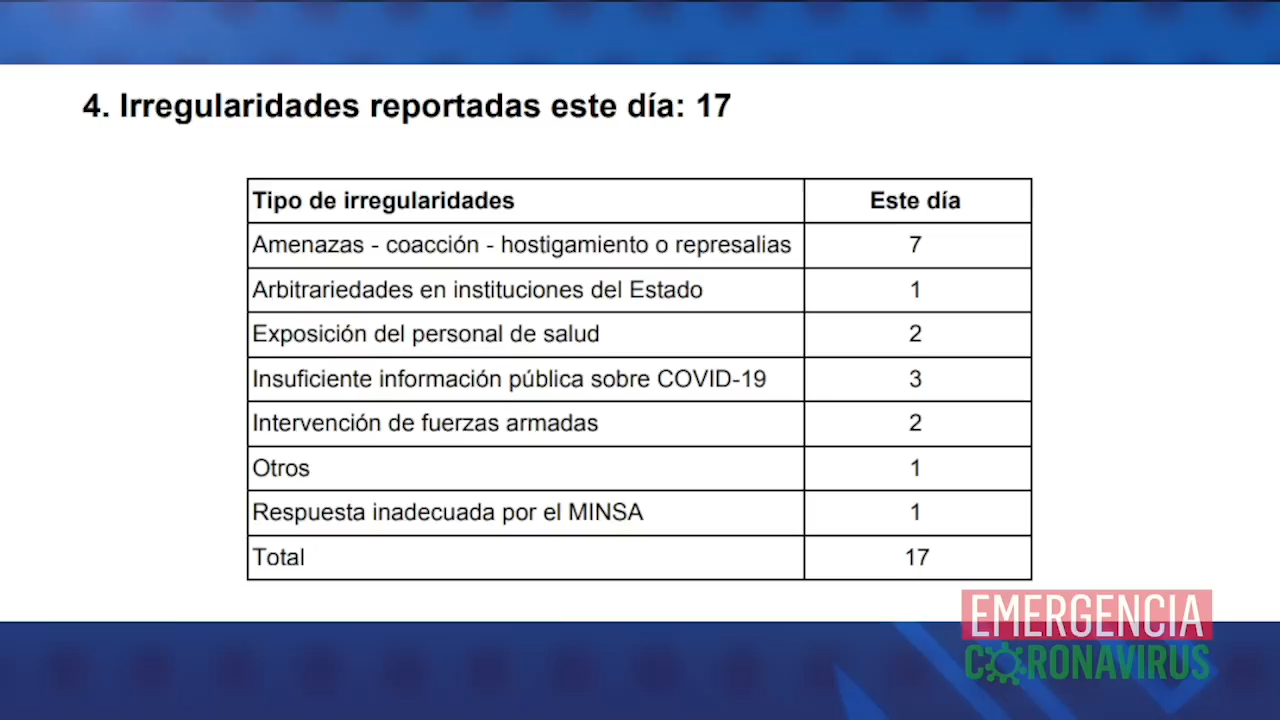 4. Irregularidades reportadas este día: 17
Tipo de irregularidades Este día
Amenazas - coacción - hostigamiento o represalias 7
Arbitrariedades en instituciones del Estado 1
Exposición del personal de salud 2
Insuficiente información pública sobre COVID-19 3
Intervención de fuerzas armadas 2
Otros 1
Respuesta inadecuada por el MINSA 1
Total 17
EMERGENCIA
CORONAVIRUS